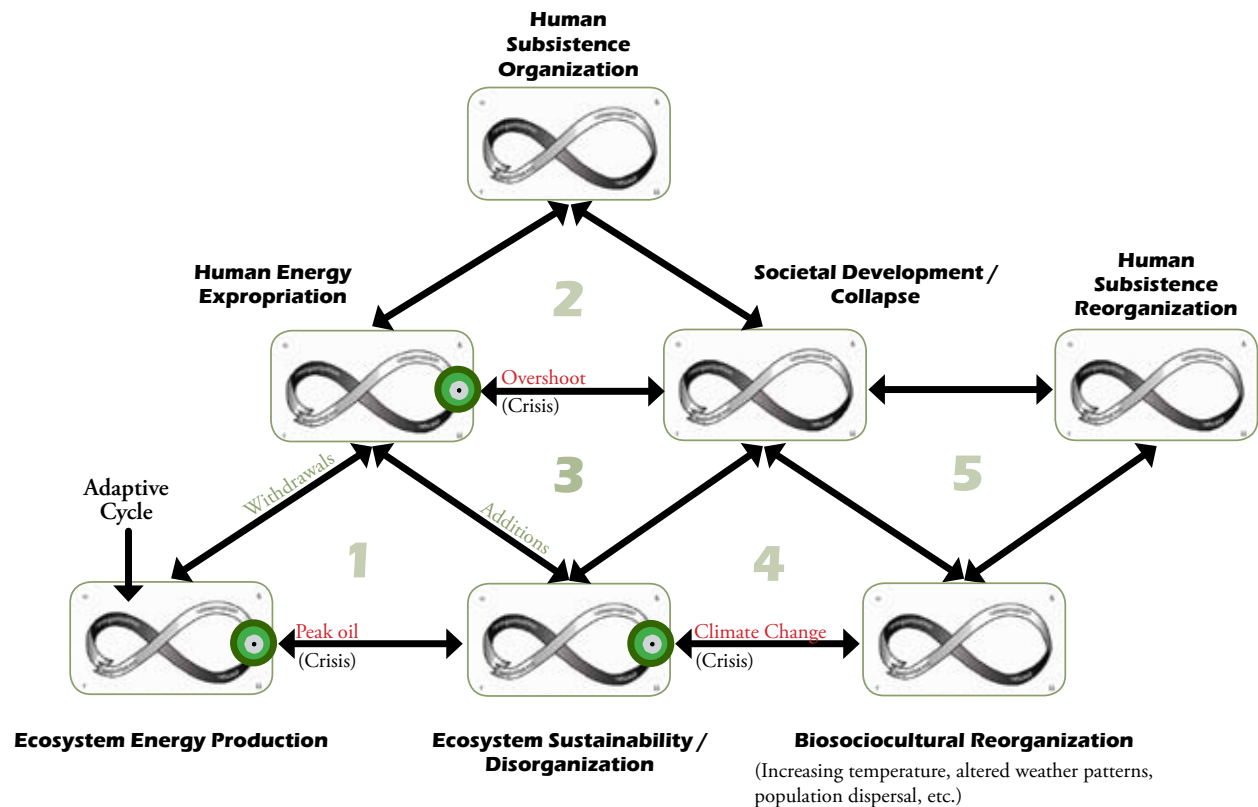 Human
Subsistence
Organization
Human Energy
Expropriation
2
Societal Development /
Collapse
Human
Subsistence
Reorganization
Overshoot
(Crisis)
Withdrawals
Additions
3
5
Adaptive
Cycle
1
4
Peak oil
(Crisis)
Climate Change
(Crisis)
Ecosystem Energy Production
Ecosystem Sustainability /
Disorganization
Biosociocultural Reorganization
(Increasing temperature, altered weather patterns,
population dispersal, etc.)